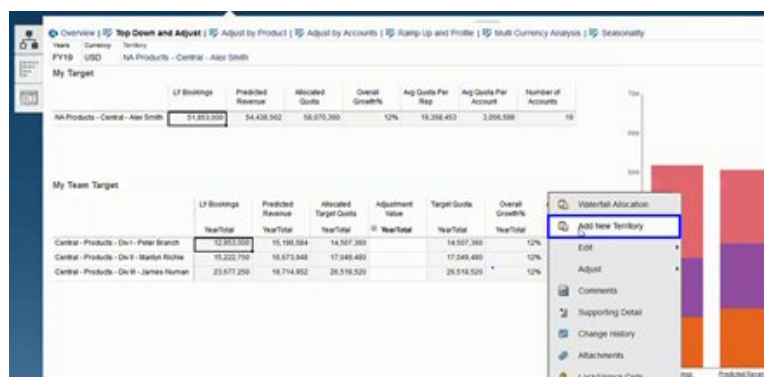 Overview | Top Down and Adjust | Adjust by Product | Adjust by Accounts | Ramp Up and Profile | Multi Currency Analysis | Seasonality
Years Currency Territory
FY19 USD NA Products - Central - Alex Smith
My Target
LY Bookings Predicted Revenue Allocated Quota Overall Growth% Avg Quota Per Rep Avg Quota Per Account Number of Accounts
NA Products - Central - Alex Smith 51,853,000 54,438,502 58,075,360 12% 19,358,453 3,056,598 19
My Team Target
LY Bookings Predicted Revenue Allocated Target Quota Adjustment Value Target Quota Overall Growth%
YearTotal YearTotal YearTotal YearTotal YearTotal YearTotal
Central - Products - Div I - Peter Branch 12,953,000 15,198,584 14,507,360 14,507,360 12%
Central - Products - Div II - Marilyn Richie 15,222,750 17,049,480 17,049,480 12%
Central - Products - Div III - James Numan 23,677,250 26,518,520 26,518,520 12%
Waterfall Allocation
Add New Territory
Edit
Adjust
Comments
Supporting Detail
Change History
Attachments
Lock/Unlock Cells
Predicted Revenue